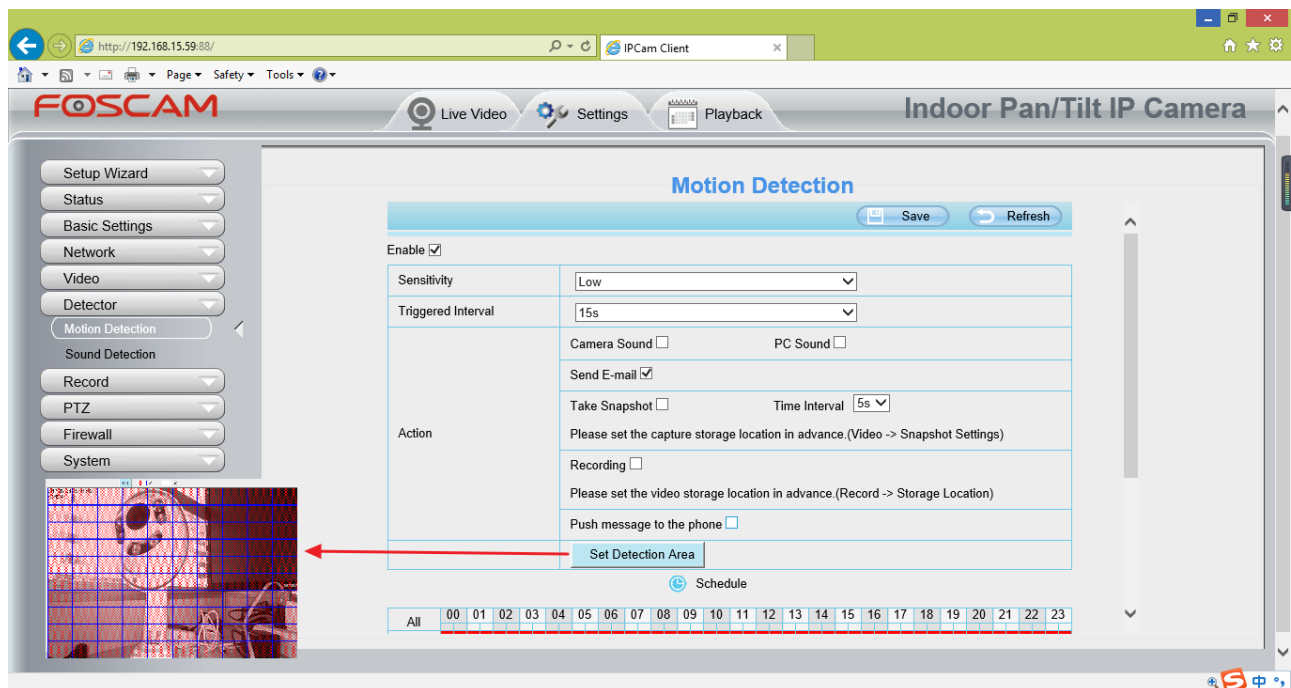 http://192.168.15.59:88/
IPCam Client
Page Safety Tools
FOSCAM
Live Video
Settings
Playback
Indoor Pan/Tilt IP Camera
Setup Wizard
Status
Basic Settings
Network
Video
Detector
Motion Detection
Sound Detection
Record
PTZ
Firewall
System
Motion Detection
Save Refresh
Enable
Sensitivity Low
Triggered Interval 15s
Action
Camera Sound PC Sound
Send E-mail
Take Snapshot Time Interval 5s
Please set the capture storage location in advance.(Video -> Snapshot Settings)
Recording
Please set the video storage location in advance.(Record -> Storage Location)
Push message to the phone
Set Detection Area
Schedule
All 00 01 02 03 04 05 06 07 08 09 10 11 12 13 14 15 16 17 18 19 20 21 22 23
中